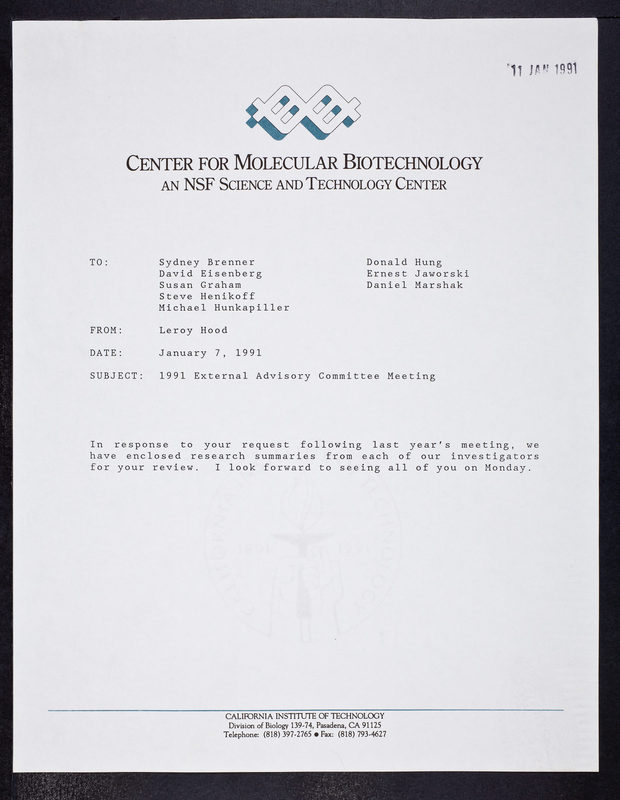 11 JAN 1991
CENTER FOR MOLECULAR BIOTECHNOLOGY
AN NSF SCIENCE AND TECHNOLOGY CENTER
TO: Sydney Brenner Donald Hung
David Eisenberg Ernest Jaworski
Susan Graham Daniel Marshak
Steve Henikoff
Michael Hunkapiller
FROM: Leroy Hood
DATE: January 7, 1991
SUBJECT: 1991 External Advisory Committee Meeting
In response to your request following last year's meeting, we
have enclosed research summaries from each of our investigators
for your review. I look forward to seeing all of you on Monday.
CALIFORNIA INSTITUTE OF TECHNOLOGY
Division of Biology 139-74, Pasadena, CA 91125
Telephone: (818) 397-2765 ● Fax: (818) 793-4627